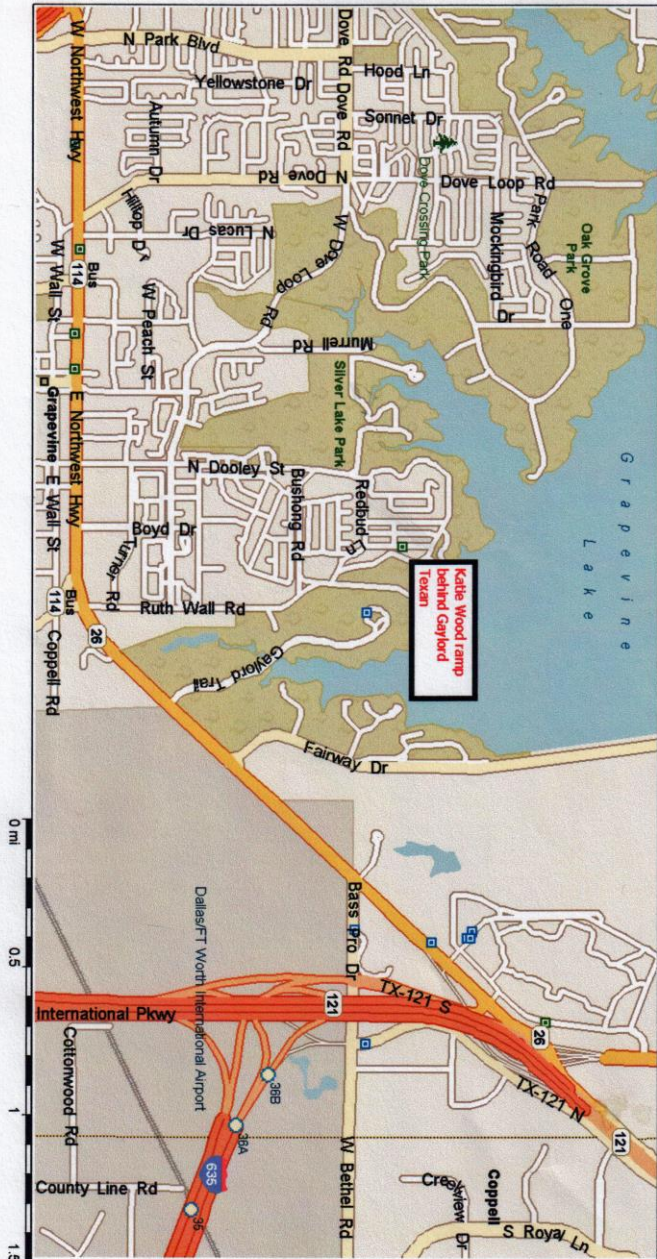 N Park Blvd
W Northwest Hwy
Yellowstone Dr
Autumn Dr
Dove Rd
Dove Rd
Hood Ln
Sonnet Dr
Dove Crossing Park
Dove Loop Rd
Park Road One
Oak Grove Park
Mockingbird Dr
N Dove Rd
Hilltop D
N Lucas Dr
W Dove Loop Rd
Bus
114
W Wall St
W Peach St
Murrell Rd
Silver Lake Park
Grapevine
E Northwest Hwy
E Wall St
N Dooley St
Bushong Rd
Redbud Ln
Boyd Dr
Turner Rd
Ruth Wall Rd
114
Bus
26
Coppell Rd
Gaylord Trail
Grapevine
Lake
Katie Wood ramp
behind Gaylord
Texan
Fairway Dr
Bass Pro Dr
Dallas/FT Worth International Airport
International Pkwy
121
TX-121 S
26
TX-121 N
121
36B
36A
635
35
Cottonwood Rd
County Line Rd
W Bethel Rd
Creekview Dr
Coppell
S Royal Ln
0 mi
0.5
1
1.5